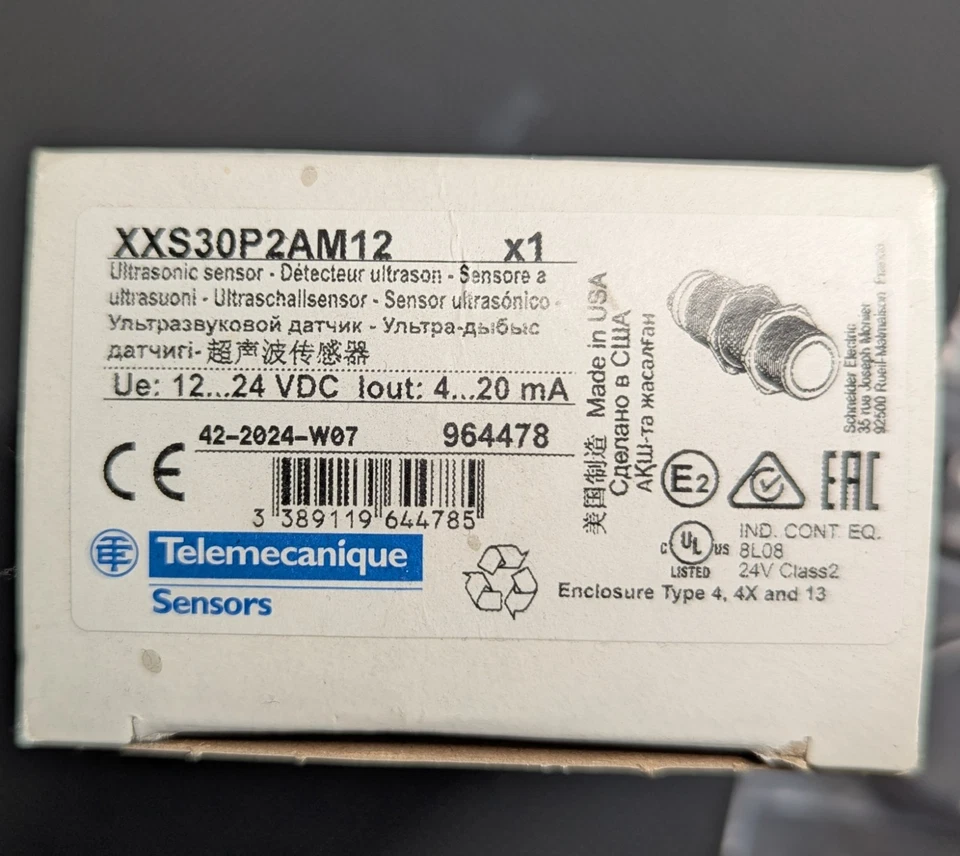 XXS30P2AM12 x1
Ultrasonic sensor - Détecteur ultrason - Sensore a
ultrasuoni - Ultraschallsensor - Sensor ultrasónico -
Ультразвуковой датчик - Ультра-дыбыс
датчигі- 超声波传感器
Ue: 12...24 VDC Iout: 4...20 mA
42-2024-W07 964478
CE
3 389119 644785
Telemecanique
Sensors
美国制造 Made in USA
Сделано в США
АҚШ-та жасалған
Schneider Electric
35 rue Joseph Monier
92500 Rueil-Malmaison France
E2
EAC
C UL US
LISTED
IND. CONT EQ.
8L08
24V Class2
Enclosure Type 4, 4X and 13